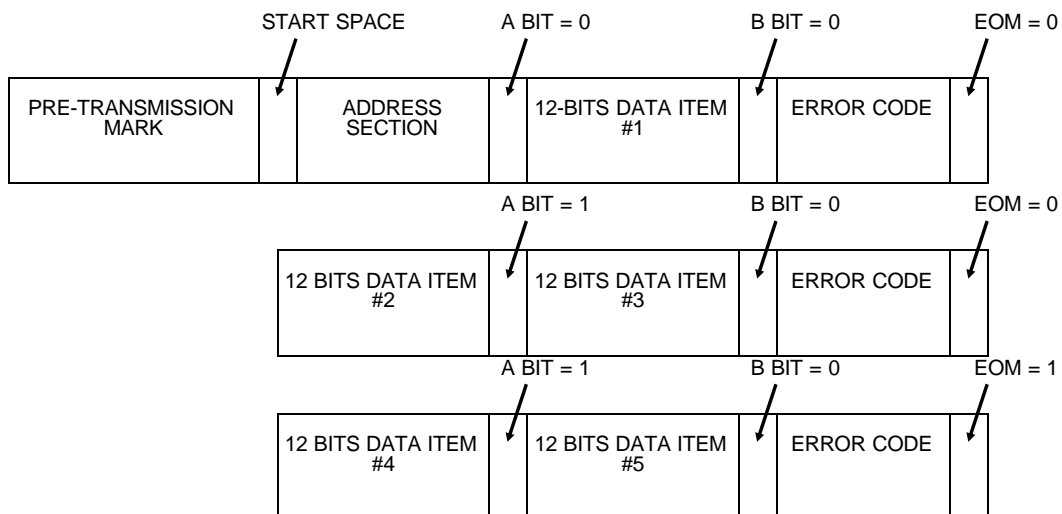 START SPACE A BIT = 0 B BIT = 0 EOM = 0
PRE-TRANSMISSION MARK
ADDRESS SECTION
12-BITS DATA ITEM #1
ERROR CODE
A BIT = 1 B BIT = 0 EOM = 0
12 BITS DATA ITEM #2
12 BITS DATA ITEM #3
ERROR CODE
A BIT = 1 B BIT = 0 EOM = 1
12 BITS DATA ITEM #4
12 BITS DATA ITEM #5
ERROR CODE